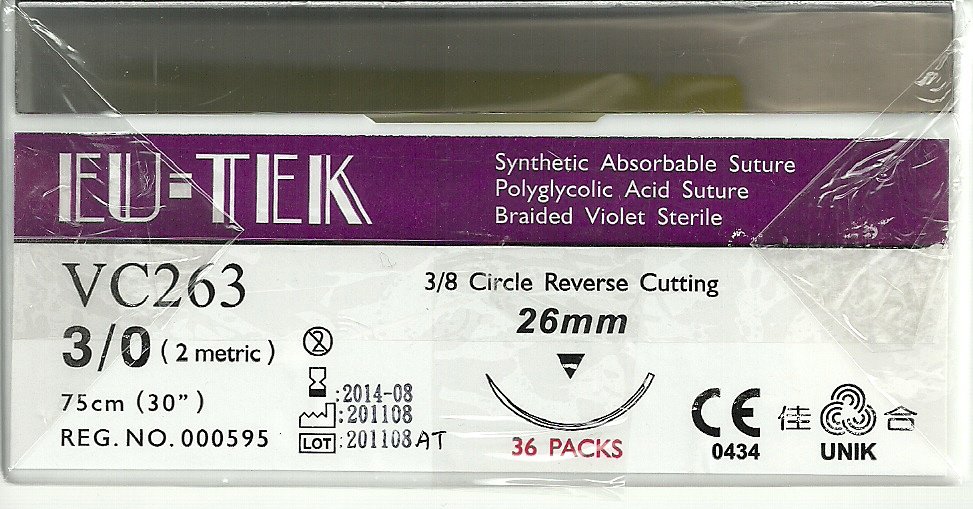 EU-TEK
Synthetic Absorbable Suture
Polyglycolic Acid Suture
Braided Violet Sterile
VC263
3/0 (2 metric)
75cm (30”)
REG. NO. 000595
2
:2014-08
:201108
LOT :201108AT
3/8 Circle Reverse Cutting
26mm
36 PACKS
CE
0434
佳 合
UNIK